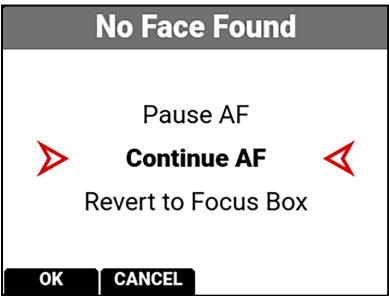 No Face Found
Pause AF
Continue AF
Revert to Focus Box
OK CANCEL